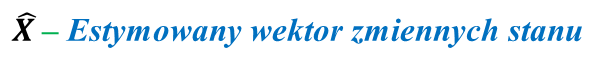 X̂ – Estymowany wektor zmiennych stanu